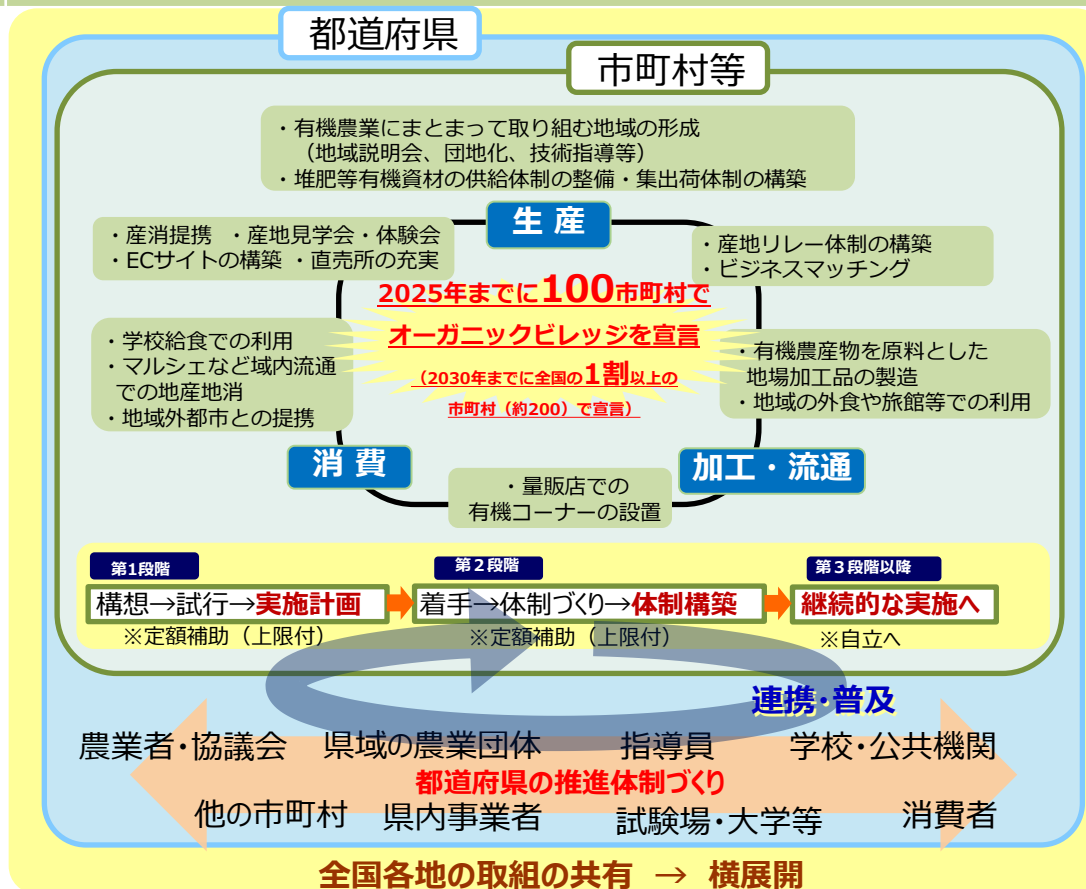 都道府県
市町村等
・有機農業にまとまって取り組む地域の形成
（地域説明会、団地化、技術指導等）
・堆肥等有機資材の供給体制の整備・集出荷体制の構築
生 産
・産消提携 ・産地見学会・体験会
・ECサイトの構築 ・直売所の充実
・産地リレー体制の構築
・ビジネスマッチング
2025年までに100市町村で
オーガニックビレッジを宣言
（2030年までに全国の1割以上の
市町村（約200）で宣言）
・学校給食での利用
・マルシェなど域内流通
での地産地消
・地域外都市との提携
・有機農産物を原料とした
地場加工品の製造
・地域の外食や旅館等での利用
消 費
加工・流通
・量販店での
有機コーナーの設置
第1段階
構想→試行→実施計画
※定額補助（上限付）
第２段階
着手→体制づくり→体制構築
※定額補助（上限付）
第３段階以降
継続的な実施へ
※自立へ
連携・普及
農業者・協議会 県域の農業団体 指導員 学校・公共機関
都道府県の推進体制づくり
他の市町村 県内事業者 試験場・大学等 消費者
全国各地の取組の共有 → 横展開